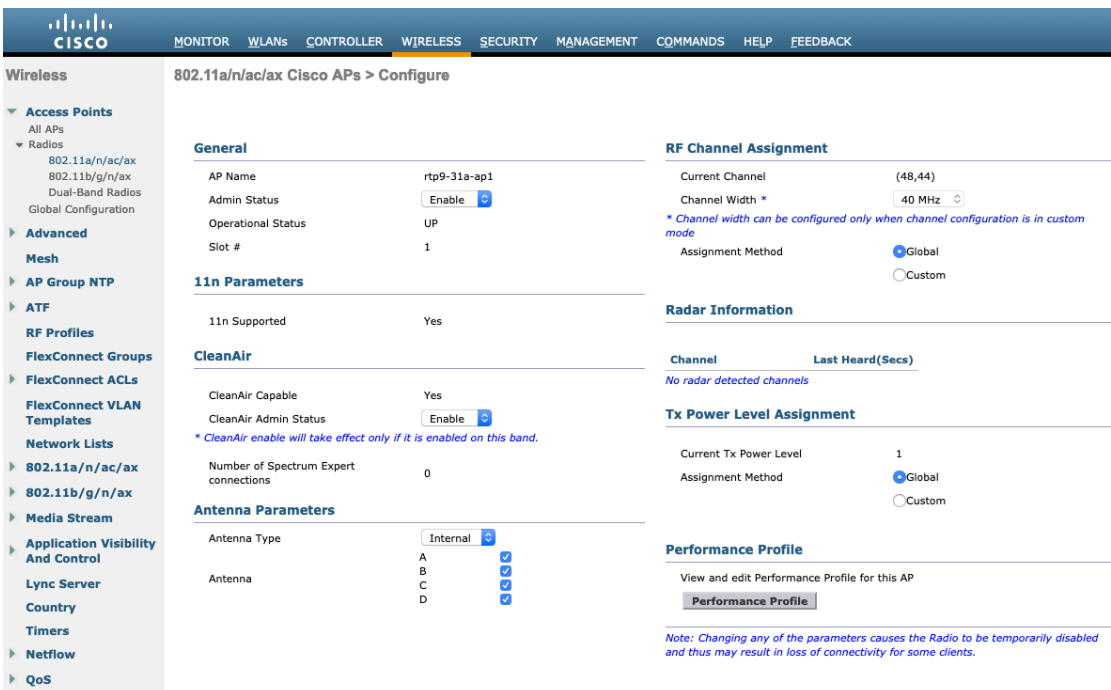 CISCO
MONITOR WLANs CONTROLLER WIRELESS SECURITY MANAGEMENT COMMANDS HELP FEEDBACK
Wireless
Access Points
All APs
Radios
802.11a/n/ac/ax
802.11b/g/n/ax
Dual-Band Radios
Global Configuration
Advanced
Mesh
AP Group NTP
ATF
RF Profiles
FlexConnect Groups
FlexConnect ACLs
FlexConnect VLAN
Templates
Network Lists
802.11a/n/ac/ax
802.11b/g/n/ax
Media Stream
Application Visibility
And Control
Lync Server
Country
Timers
Netflow
QoS
802.11a/n/ac/ax Cisco APs > Configure
General
AP Name rtp9-31a-ap1
Admin Status Enable
Operational Status UP
Slot # 1
11n Parameters
11n Supported Yes
CleanAir
CleanAir Capable Yes
CleanAir Admin Status Enable
* CleanAir enable will take effect only if it is enabled on this band.
Number of Spectrum Expert
connections 0
Antenna Parameters
Antenna Type Internal
Antenna
A
B
C
D
RF Channel Assignment
Current Channel (48,44)
Channel Width * 40 MHz
* Channel width can be configured only when channel configuration is in custom
mode
Assignment Method Global
Custom
Radar Information
Channel Last Heard(Secs)
No radar detected channels
Tx Power Level Assignment
Current Tx Power Level 1
Assignment Method Global
Custom
Performance Profile
View and edit Performance Profile for this AP
Performance Profile
Note: Changing any of the parameters causes the Radio to be temporarily disabled
and thus may result in loss of connectivity for some clients.